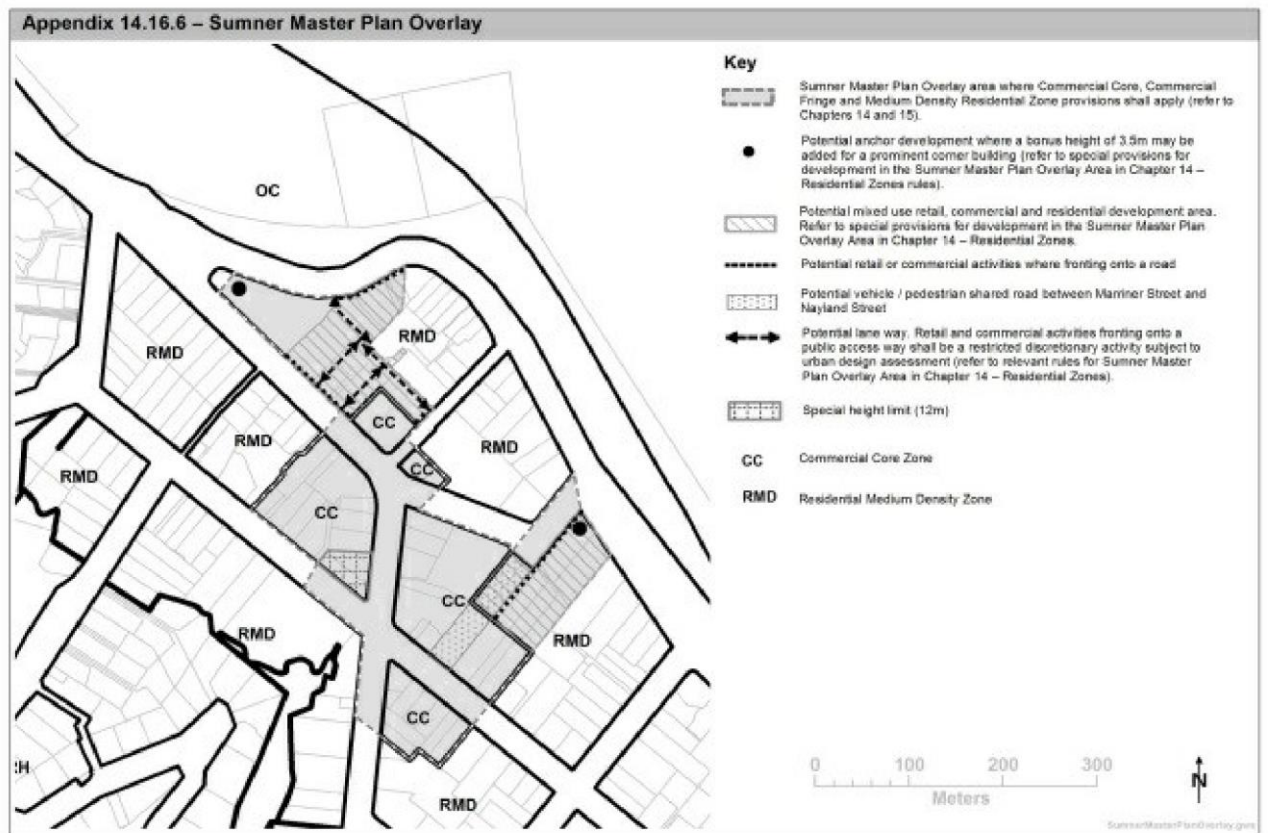 Appendix 14.16.6 – Sumner Master Plan Overlay
Key
Sumner Master Plan Overlay area where Commercial Core, Commercial
Fringe and Medium Density Residential Zone provisions shall apply (refer to
Chapters 14 and 15).
Potential anchor development where a bonus height of 3.5m may be
added for a prominent corner building (refer to special provisions for
development in the Sumner Master Plan Overlay Area in Chapter 14 –
Residential Zones rules).
Potential mixed use retail, commercial and residential development area.
Refer to special provisions for development in the Sumner Master Plan
Overlay Area in Chapter 14 – Residential Zones.
Potential retail or commercial activities where fronting onto a road
Potential vehicle / pedestrian shared road between Marriner Street and
Nayland Street
Potential lane way. Retail and commercial activities fronting onto a
public access way shall be a restricted discretionary activity subject to
urban design assessment (refer to relevant rules for Sumner Master
Plan Overlay Area in Chapter 14 – Residential Zones).
Special height limit (12m)
CC Commercial Core Zone
RMD Residential Medium Density Zone
OC
RMD
RMD
CC
RMD
RMD
CC
RMD
CC
CC
RMD
RMD
CC
RH
RMD
0 100 200 300
Meters
N
SumnerMasterPlanOverlay.gws